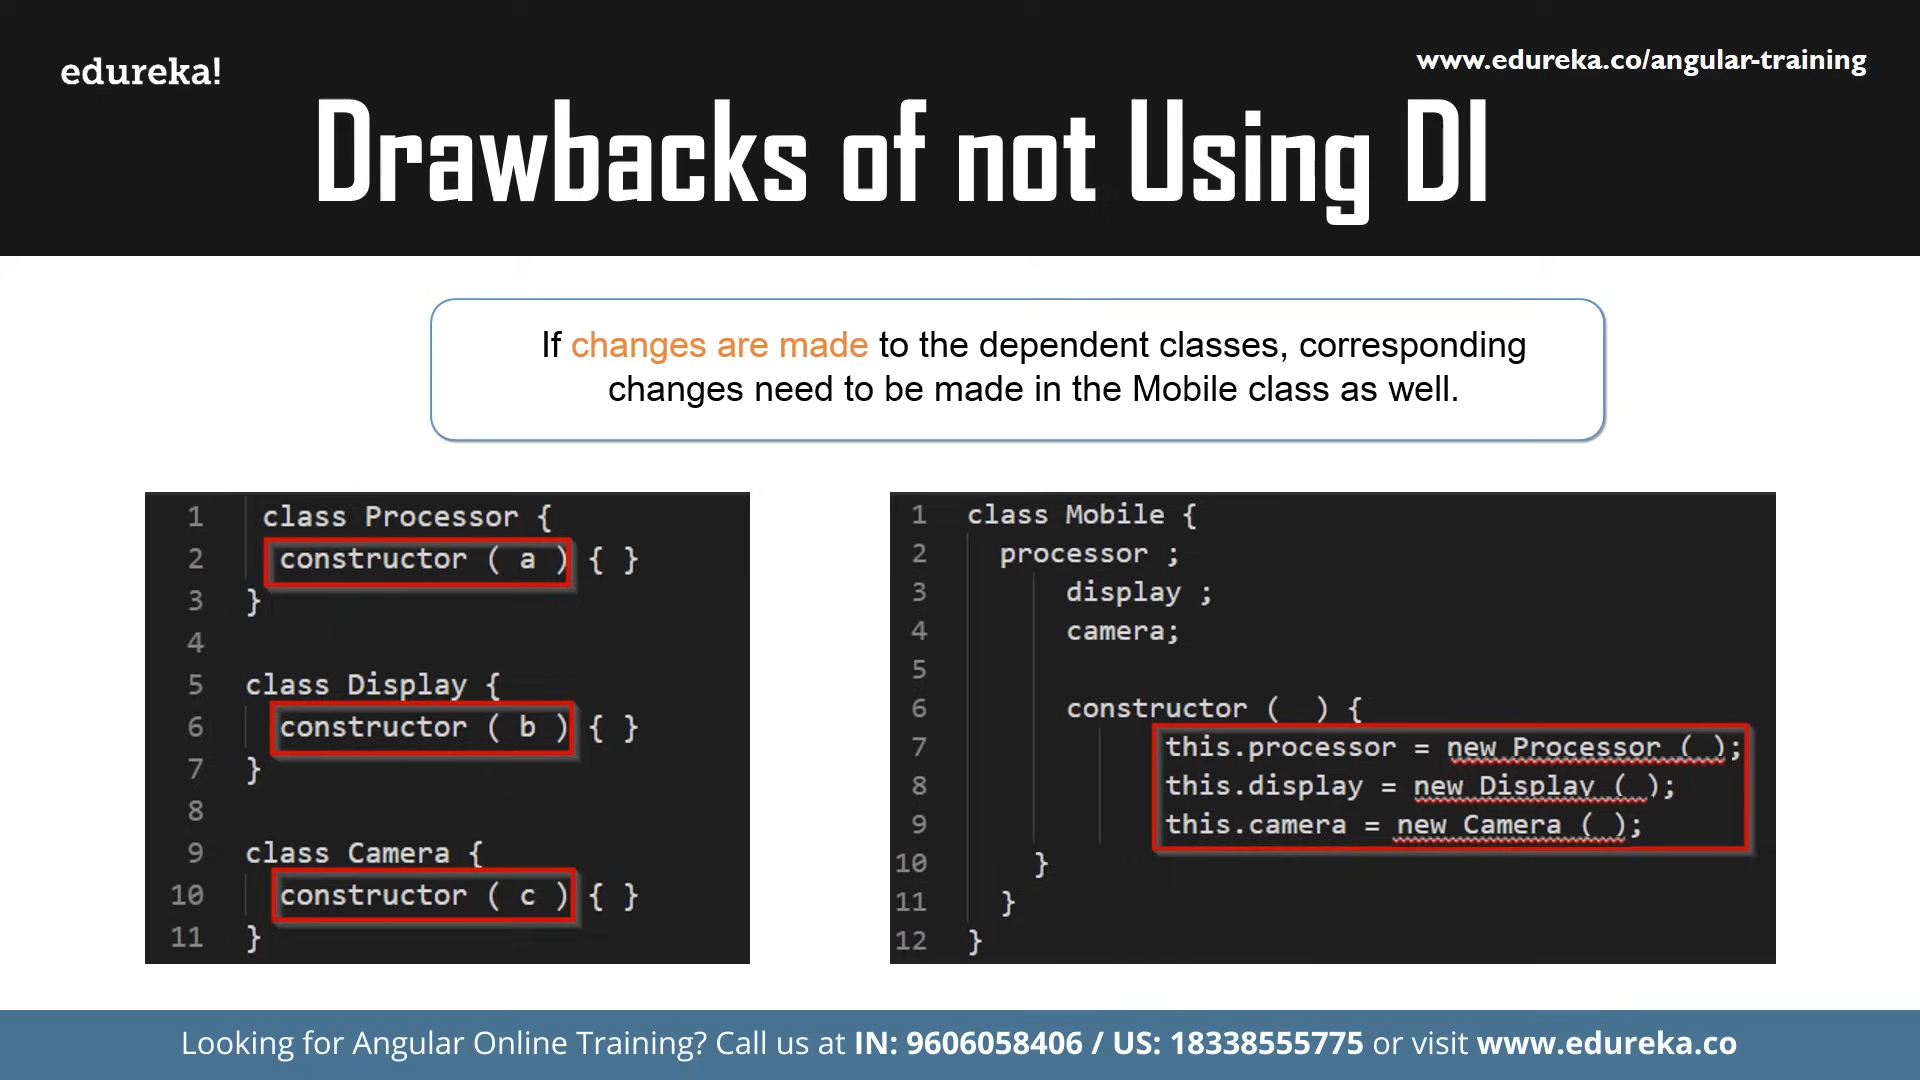 edureka!
www.edureka.co/angular-training
Drawbacks of not Using DI
If changes are made to the dependent classes, corresponding
changes need to be made in the Mobile class as well.
1 class Processor {
2 constructor ( a ) { }
3 }
4
5 class Display {
6 constructor ( b ) { }
7 }
8
9 class Camera {
10 constructor ( c ) { }
11 }
1 class Mobile {
2 processor ;
3 display ;
4 camera;
5
6 constructor ( ) {
7 this.processor = new Processor ( );
8 this.display = new Display ( );
9 this.camera = new Camera ( );
10 }
11 }
12 }
Looking for Angular Online Training? Call us at IN: 9606058406 / US: 18338555775 or visit www.edureka.co